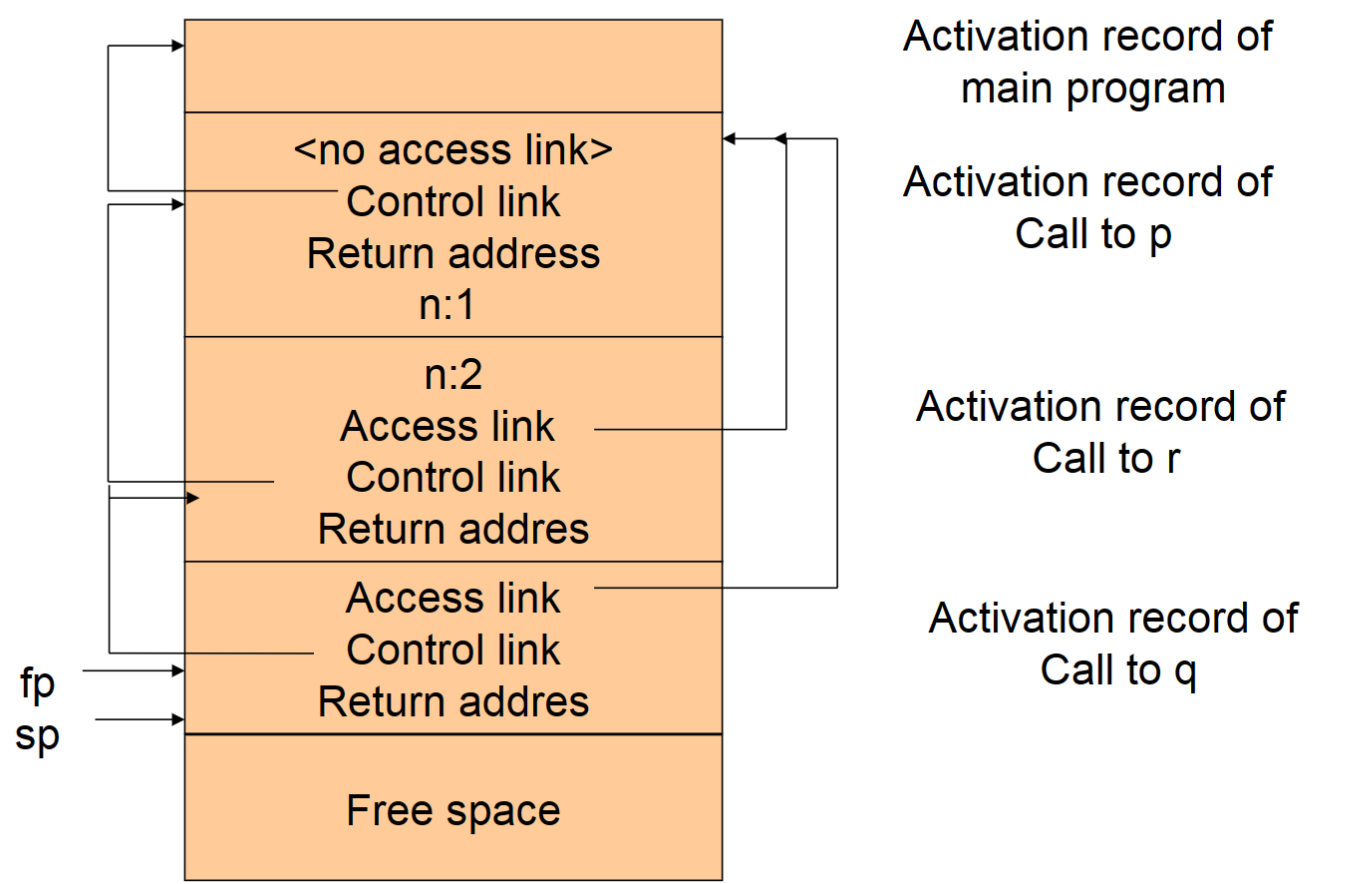 Activation record of
main program
<no access link>
Control link
Return address
n:1
Activation record of
Call to p
n:2
Access link
Control link
Return addres
Activation record of
Call to r
Access link
Control link
Return addres
Activation record of
Call to q
fp
sp
Free space